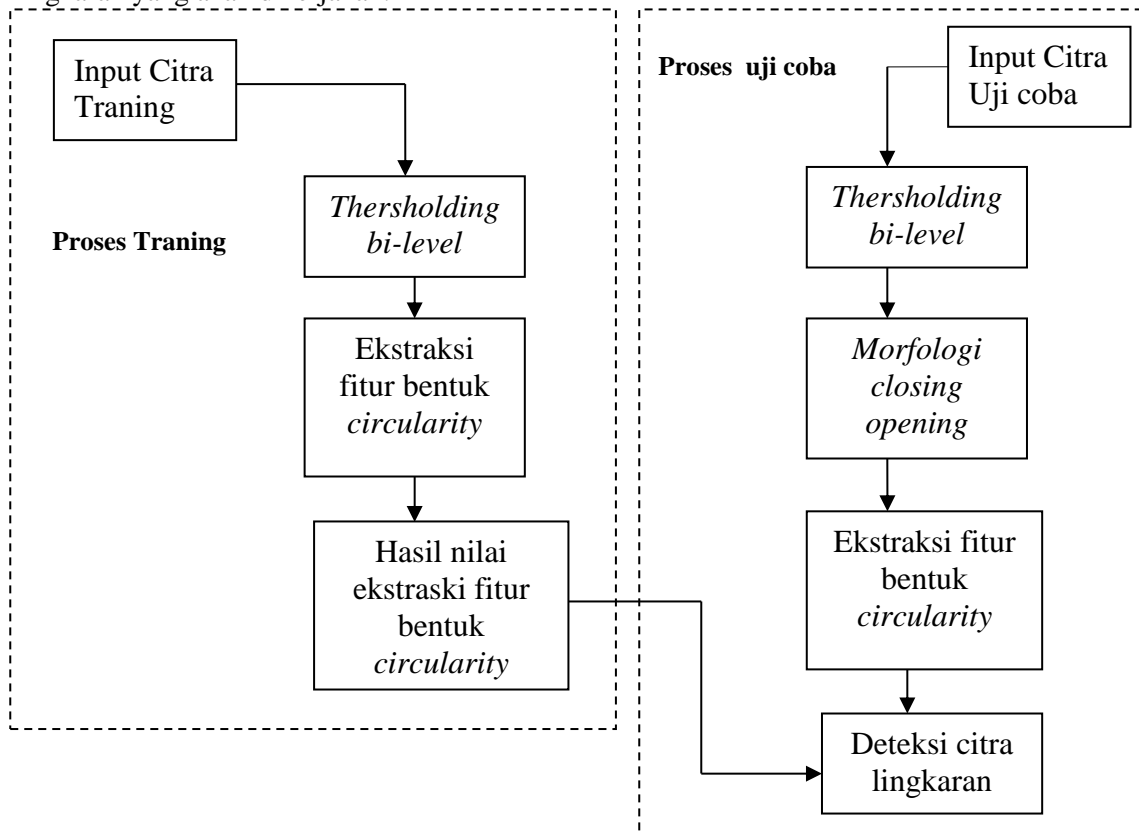 Input Citra
Traning
Proses Traning
Thersholding
bi-level
Ekstraksi
fitur bentuk
circularity
Hasil nilai
ekstraski fitur
bentuk
circularity
Proses uji coba
Input Citra
Uji coba
Thersholding
bi-level
Morfologi
closing
opening
Ekstraksi fitur
bentuk
circularity
Deteksi citra
lingkaran